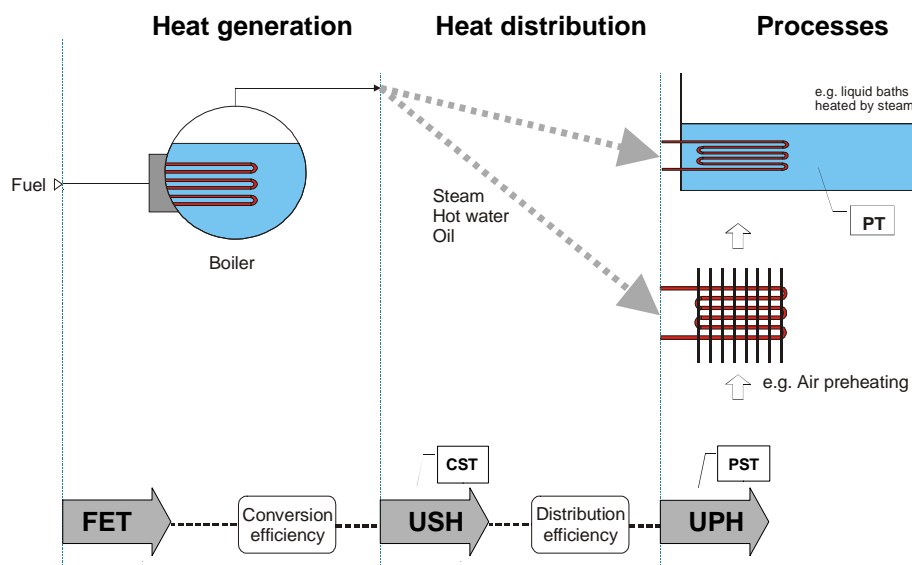 Heat generation
Heat distribution
Processes
e.g. liquid baths
heated by steam
Fuel
Steam
Hot water
Oil
PT
Boiler
e.g. Air preheating
CST
PST
FET
Conversion
efficiency
USH
Distribution
efficiency
UPH